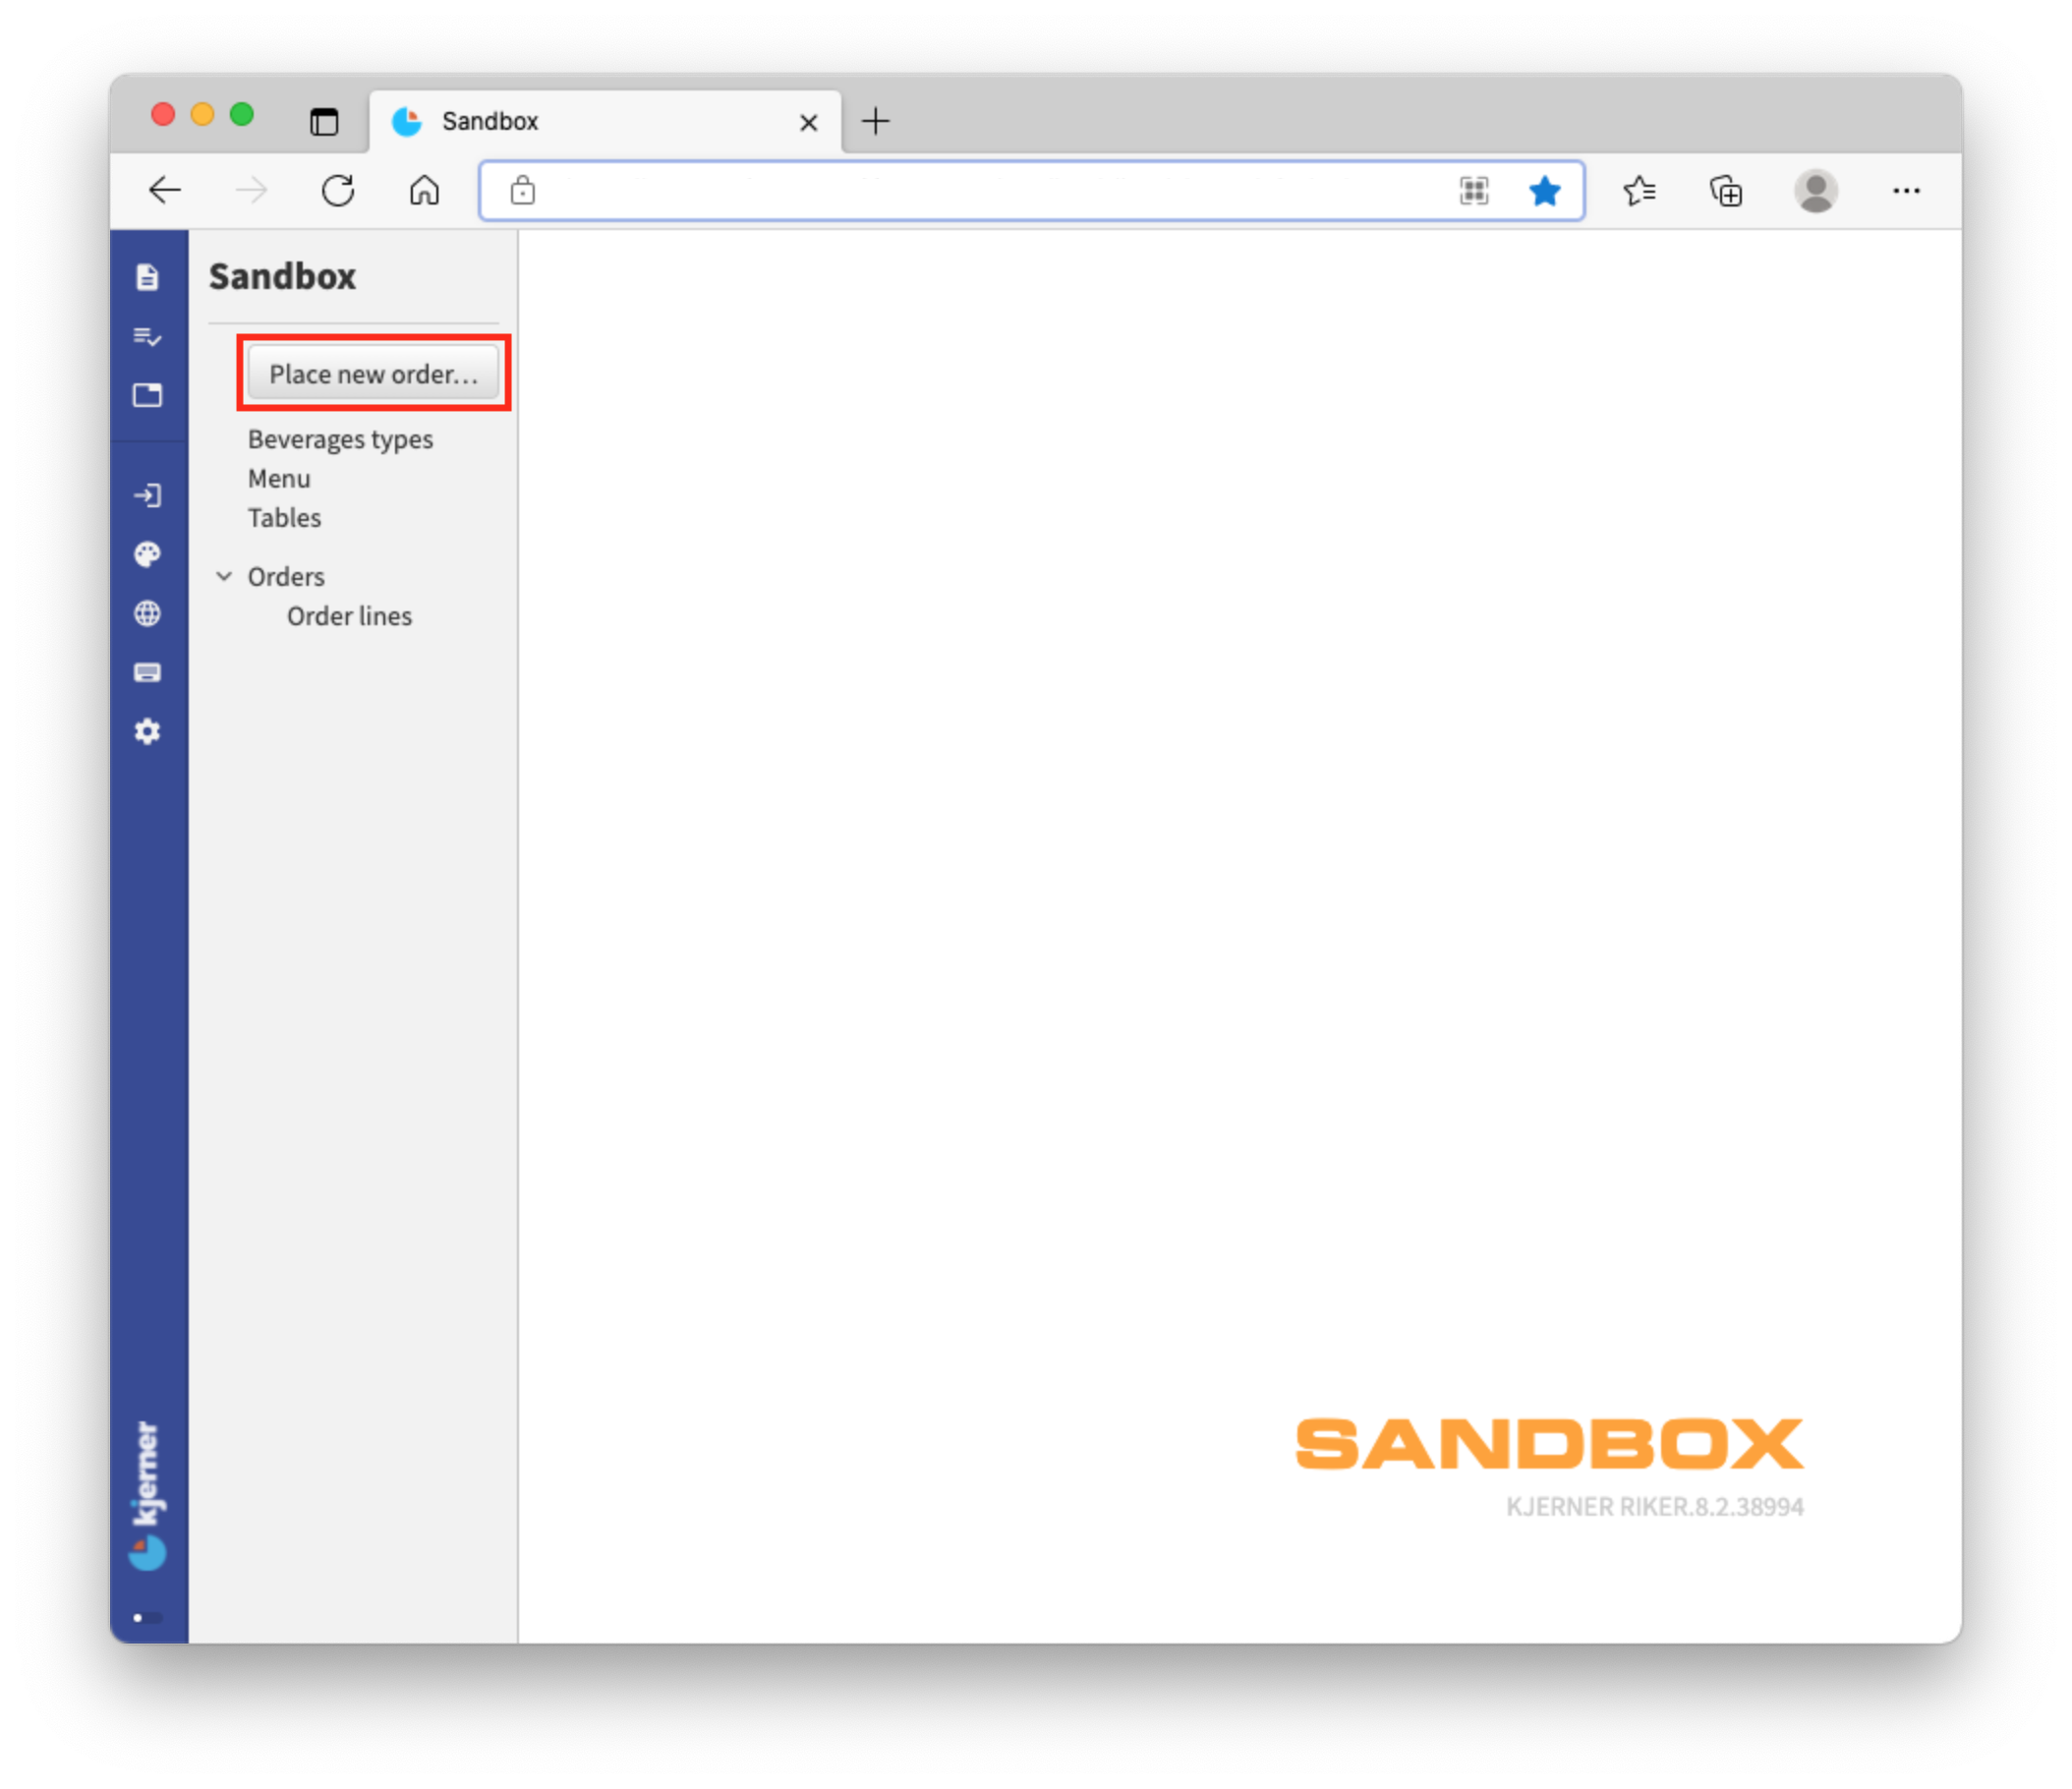 Sandbox
Sandbox
Place new order...
Beverages types
Menu
Tables
Orders
Order lines
kjerner
SANDBOX
KJERNER RIKER.8.2.38994